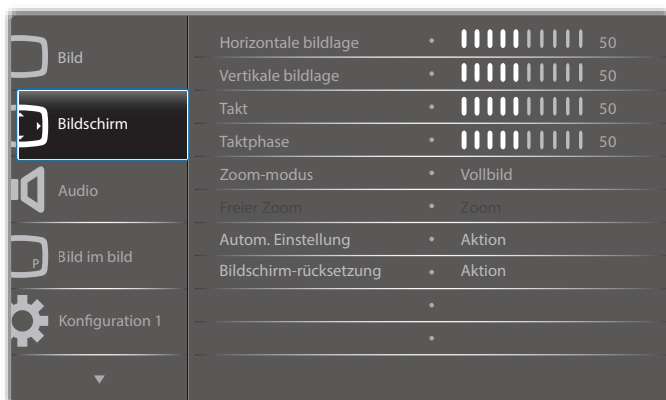 Bild
Bildschirm
Audio
P
Bild im bild
Konfiguration 1
Horizontale bildlage • 50
Vertikale bildlage • 50
Takt • 50
Taktphase • 50
Zoom-modus • Vollbild
Freier Zoom • Zoom
Autom. Einstellung • Aktion
Bildschirm-rücksetzung • Aktion
•
•